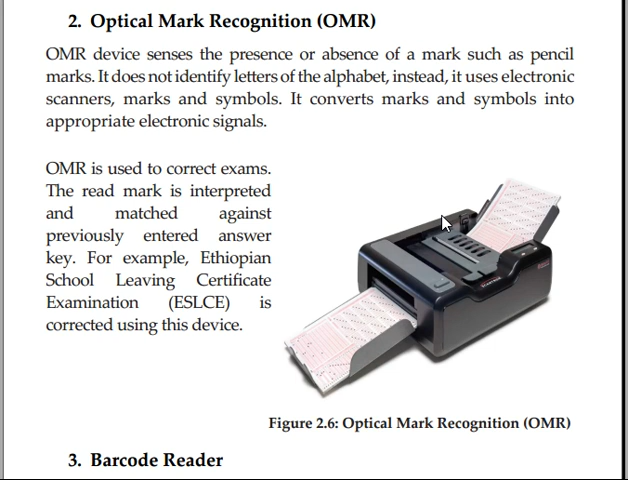 2. Optical Mark Recognition (OMR)
OMR device senses the presence or absence of a mark such as pencil
marks. It does not identify letters of the alphabet, instead, it uses electronic
scanners, marks and symbols. It converts marks and symbols into
appropriate electronic signals.
OMR is used to correct exams.
The read mark is interpreted
and matched against
previously entered answer
key. For example, Ethiopian
School Leaving Certificate
Examination (ESLCE) is
corrected using this device.
Figure 2.6: Optical Mark Recognition (OMR)
3. Barcode Reader